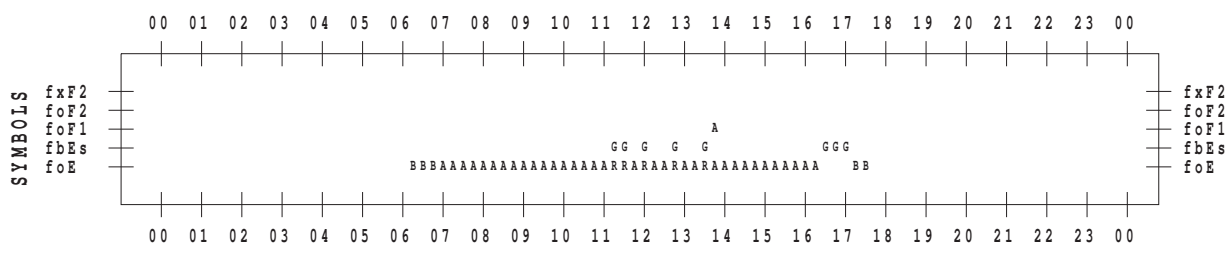 00 01 02 03 04 05 06 07 08 09 10 11 12 13 14 15 16 17 18 19 20 21 22 23 00
SYMBOLS
fxF2 fxF2
foF2 foF2
foF1 A foF1
fbEs GG G G G GGG fbEs
foE BBBAAAAAAAAAAAAAAAAARRARAARAARAAAAAAAAAAA BB foE
00 01 02 03 04 05 06 07 08 09 10 11 12 13 14 15 16 17 18 19 20 21 22 23 00